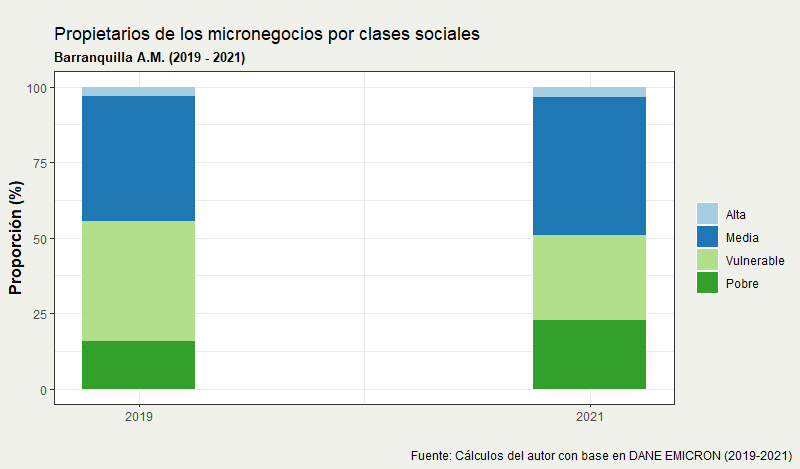 Propietarios de los micronegocios por clases sociales
Barranquilla A.M. (2019 - 2021)
Proporción (%)
100
75
50
25
0
2019
2021
Alta
Media
Vulnerable
Pobre
Fuente: Cálculos del autor con base en DANE EMICRON (2019-2021)